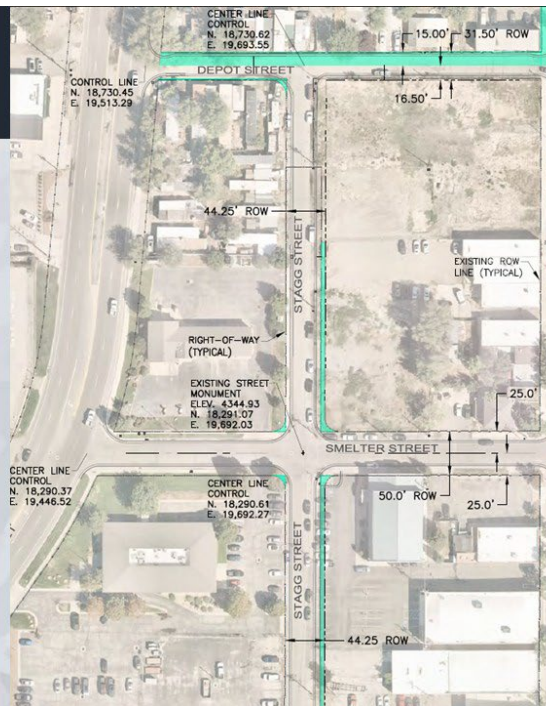 CENTER LINE
CONTROL
N. 18,730.62
E. 19,693.55
15.00'
31.50' ROW
DEPOT STREET
CONTROL LINE
N. 18,730.45
E. 19,513.29
16.50'
44.25' ROW
STAGG STREET
EXISTING ROW
LINE (TYPICAL)
RIGHT-OF-WAY
(TYPICAL)
EXISTING STREET
MONUMENT
ELEV. 4344.93
N. 18,291.07
E. 19,692.03
25.0'
SMELTER STREET
CENTER LINE
CONTROL
N. 18,290.37
E. 19,446.52
CENTER LINE
CONTROL
N. 18,290.61
E. 19,692.27
50.0' ROW
25.0'
STAGG STREET
44.25 ROW